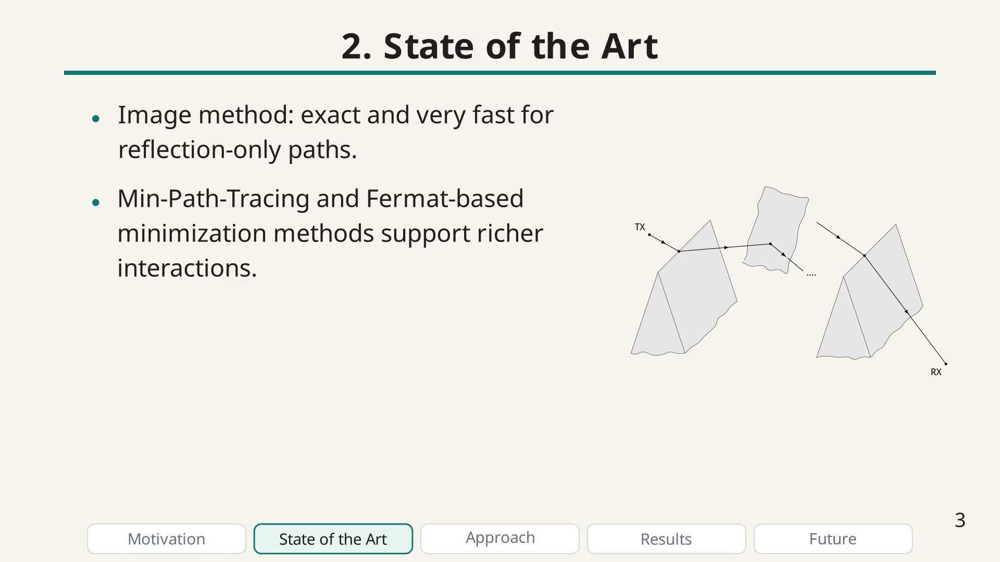 2. State of the Art
• Image method: exact and very fast for
reflection-only paths.
• Min-Path-Tracing and Fermat-based
minimization methods support richer
interactions.
TX
....
RX
3
Motivation
State of the Art
Approach
Results
Future